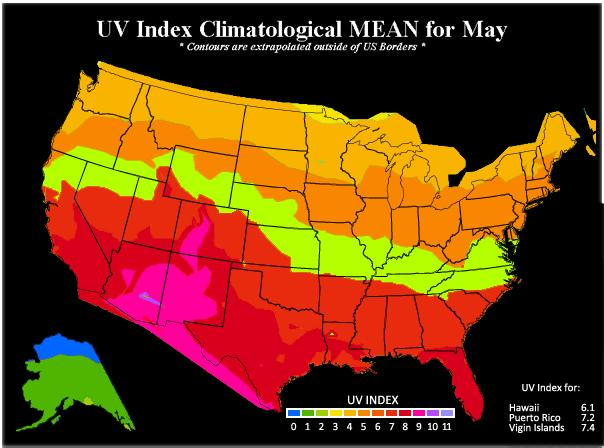 UV Index Climatological MEAN for May
* Contours are extrapolated outside of US Borders *
UV INDEX
0 1 2 3 4 5 6 7 8 9 10 11
UV Index for:
Hawaii 6.1
Puerto Rico 7.2
Vigin Islands 7.4